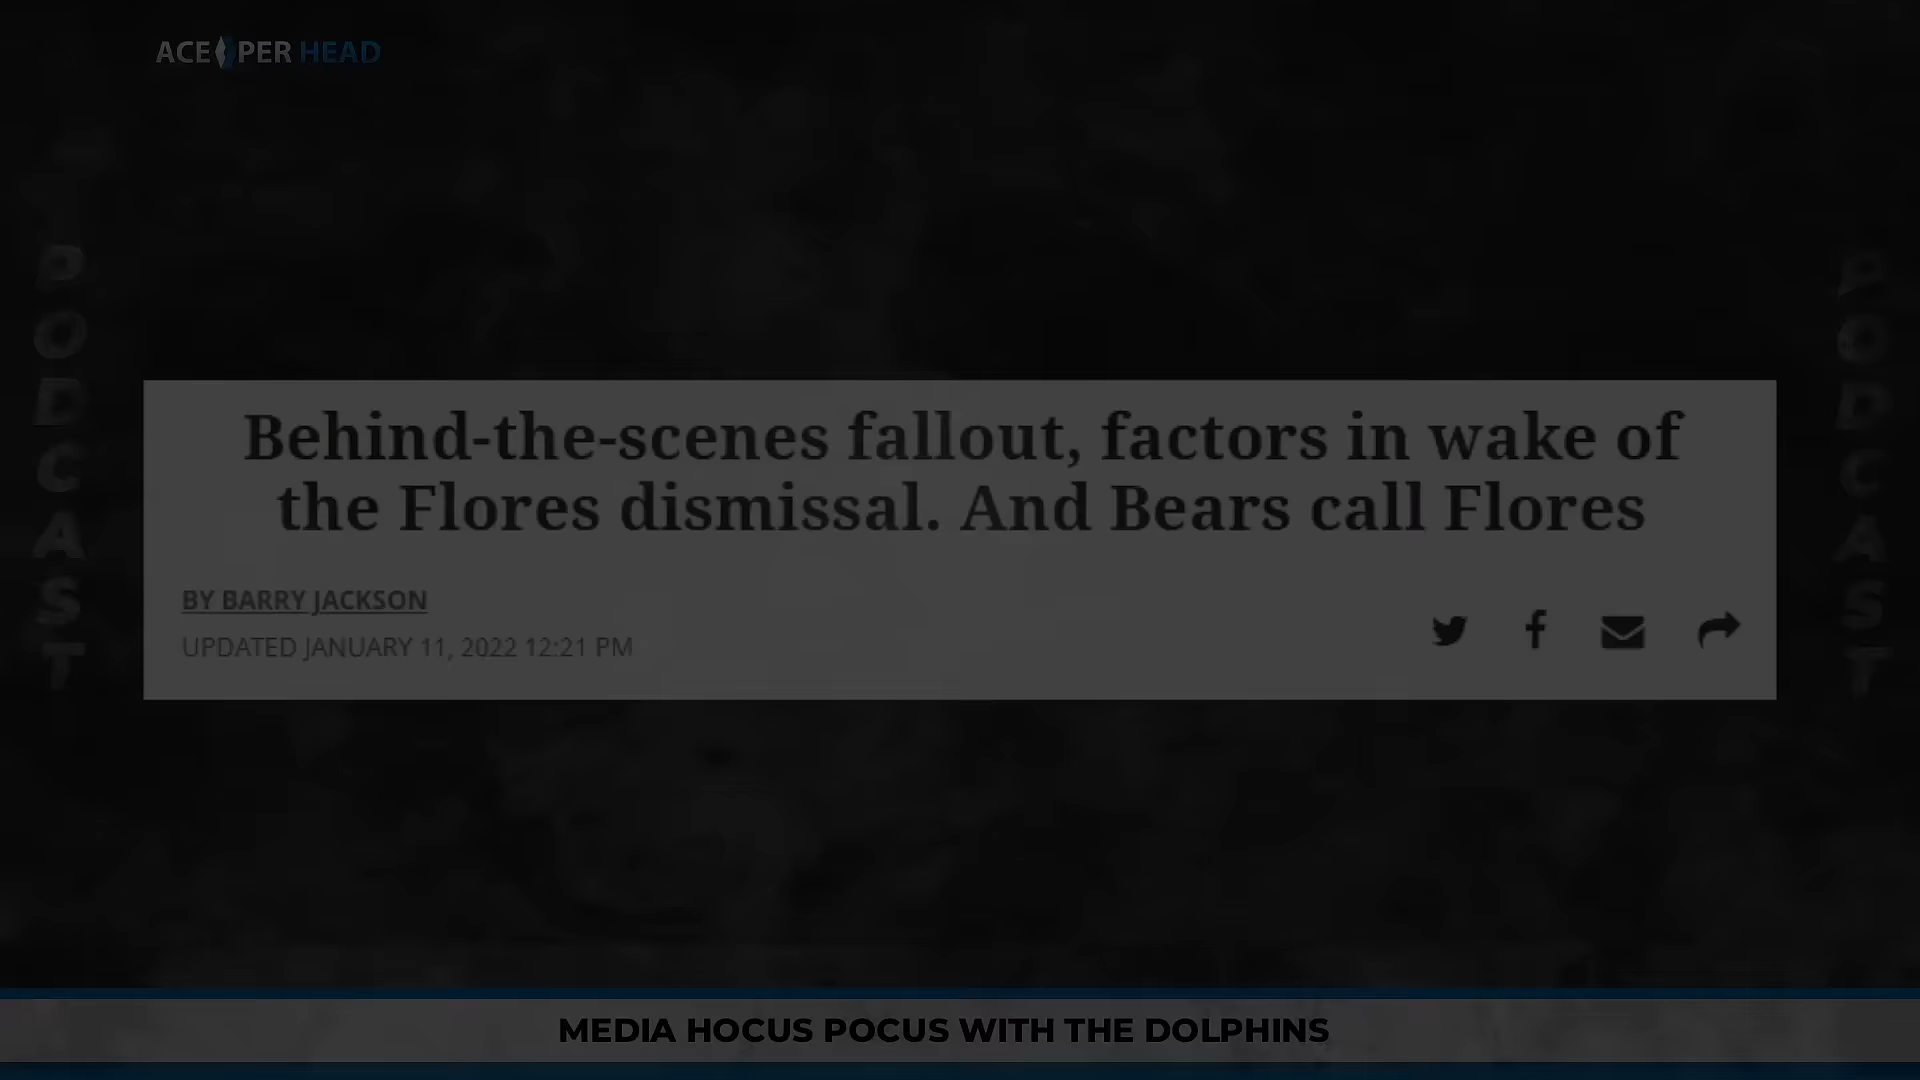 ACE PER HEAD
PODCAST
PODCAST
Behind-the-scenes fallout, factors in wake of
the Flores dismissal. And Bears call Flores
BY BARRY JACKSON
UPDATED JANUARY 11, 2022 12:21 PM
MEDIA HOCUS POCUS WITH THE DOLPHINS